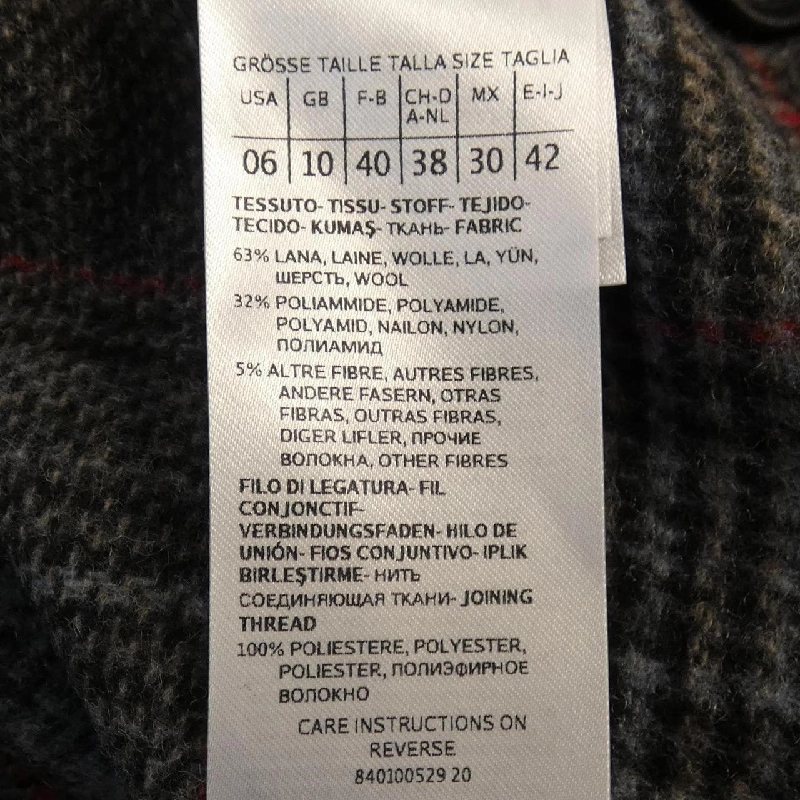 GRÖSSE TAILLE TALLA SIZE TAGLIA
USA GB F-B CH-D A-NL MX E-I-J
06 10 40 38 30 42
TESSUTO- TISSU- STOFF- TEJIDO-
TECIDO- KUMAŞ- ТКАНЬ- FABRIC
63% LANA, LAINE, WOLLE, LA, YÜN,
ШЕРСТЬ, WOOL
32% POLIAMMIDE, POLYAMIDE,
POLYAMID, NAILON, NYLON,
ПОЛИАМИД
5% ALTRE FIBRE, AUTRES FIBRES,
ANDERE FASERN, OTRAS
FIBRAS, OUTRAS FIBRAS,
DIGER LIFLER, ПРОЧИЕ
ВОЛОКНА, OTHER FIBRES
FILO DI LEGATURA- FIL
CONJONCTIF-
VERBINDUNGSFADEN- HILO DE
UNIÓN- FIOS CONJUNTIVO- IPLIK
BIRLEŞTIRME- НИТЬ
СОЕДИНЯЮЩАЯ ТКАНИ- JOINING
THREAD
100% POLIESTERE, POLYESTER,
POLIESTER, ПОЛИЭФИРНОЕ
ВОЛОКНО
CARE INSTRUCTIONS ON
REVERSE
840100529 20